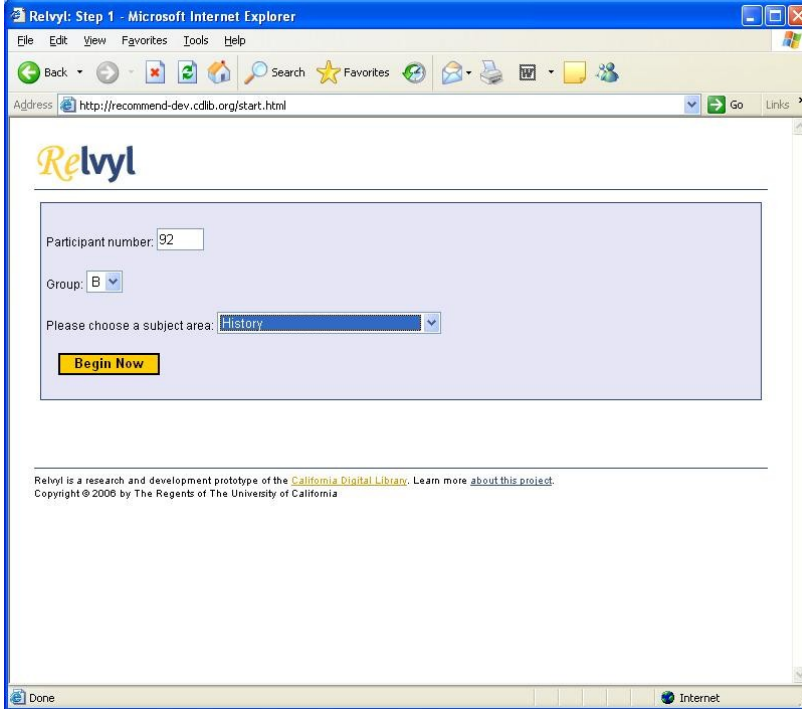 Relvyl: Step 1 - Microsoft Internet Explorer
File Edit View Favorites Tools Help
Back Search Favorites W
Address http://recommend-dev.cdlib.org/start.html Go Links
Relvyl
Participant number: 92
Group: B
Please choose a subject area: History
Begin Now
Relvyl is a research and development prototype of the California Digital Library. Learn more about this project.
Copyright © 2006 by The Regents of The University of California
Done Internet